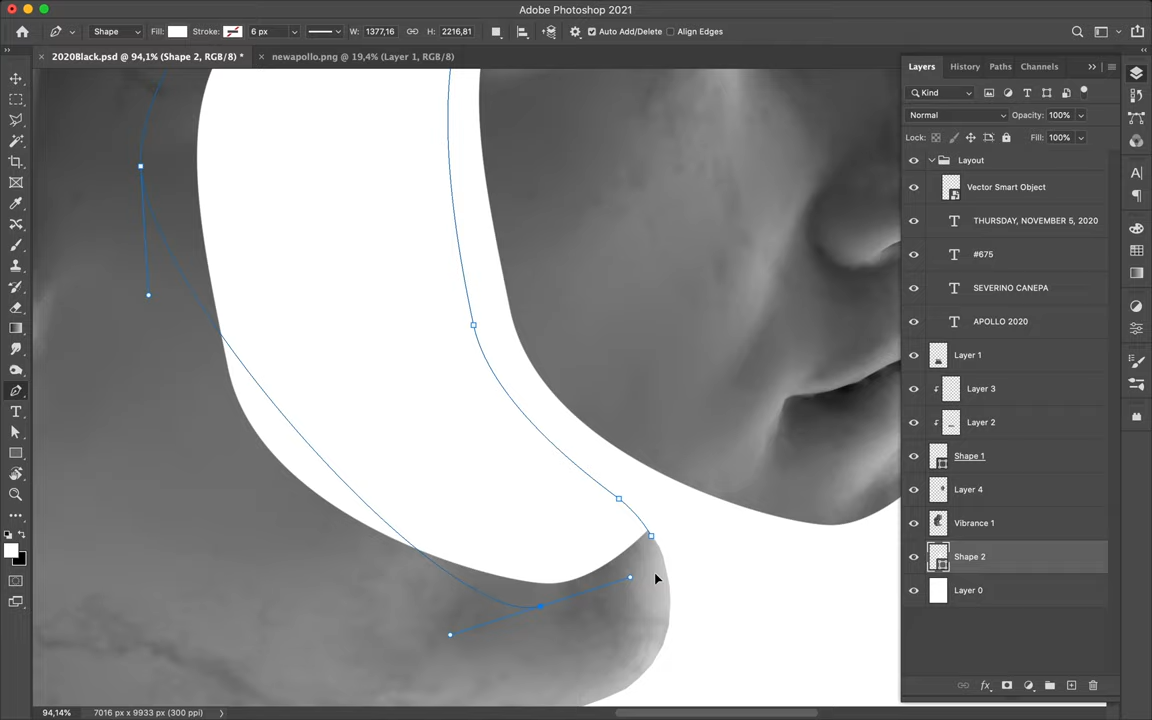 Adobe Photoshop 2021
Shape Fill: Stroke: 6 px W: 1377,16 H: 2216,81 Auto Add/Delete Align Edges
2020Black.psd @ 94,1% (Shape 2, RGB/8) * newapollo.png @ 19,4% (Layer 1, RGB/8)
Layers History Paths Channels
Kind
Normal Opacity: 100%
Lock: Fill: 100%
Layout
Vector Smart Object
THURSDAY, NOVEMBER 5, 2020
#675
SEVERINO CANEPA
APOLLO 2020
Layer 1
Layer 3
Layer 2
Shape 1
Layer 4
Vibrance 1
Shape 2
Layer 0
94,14% 7016 px x 9933 px (300 ppi)